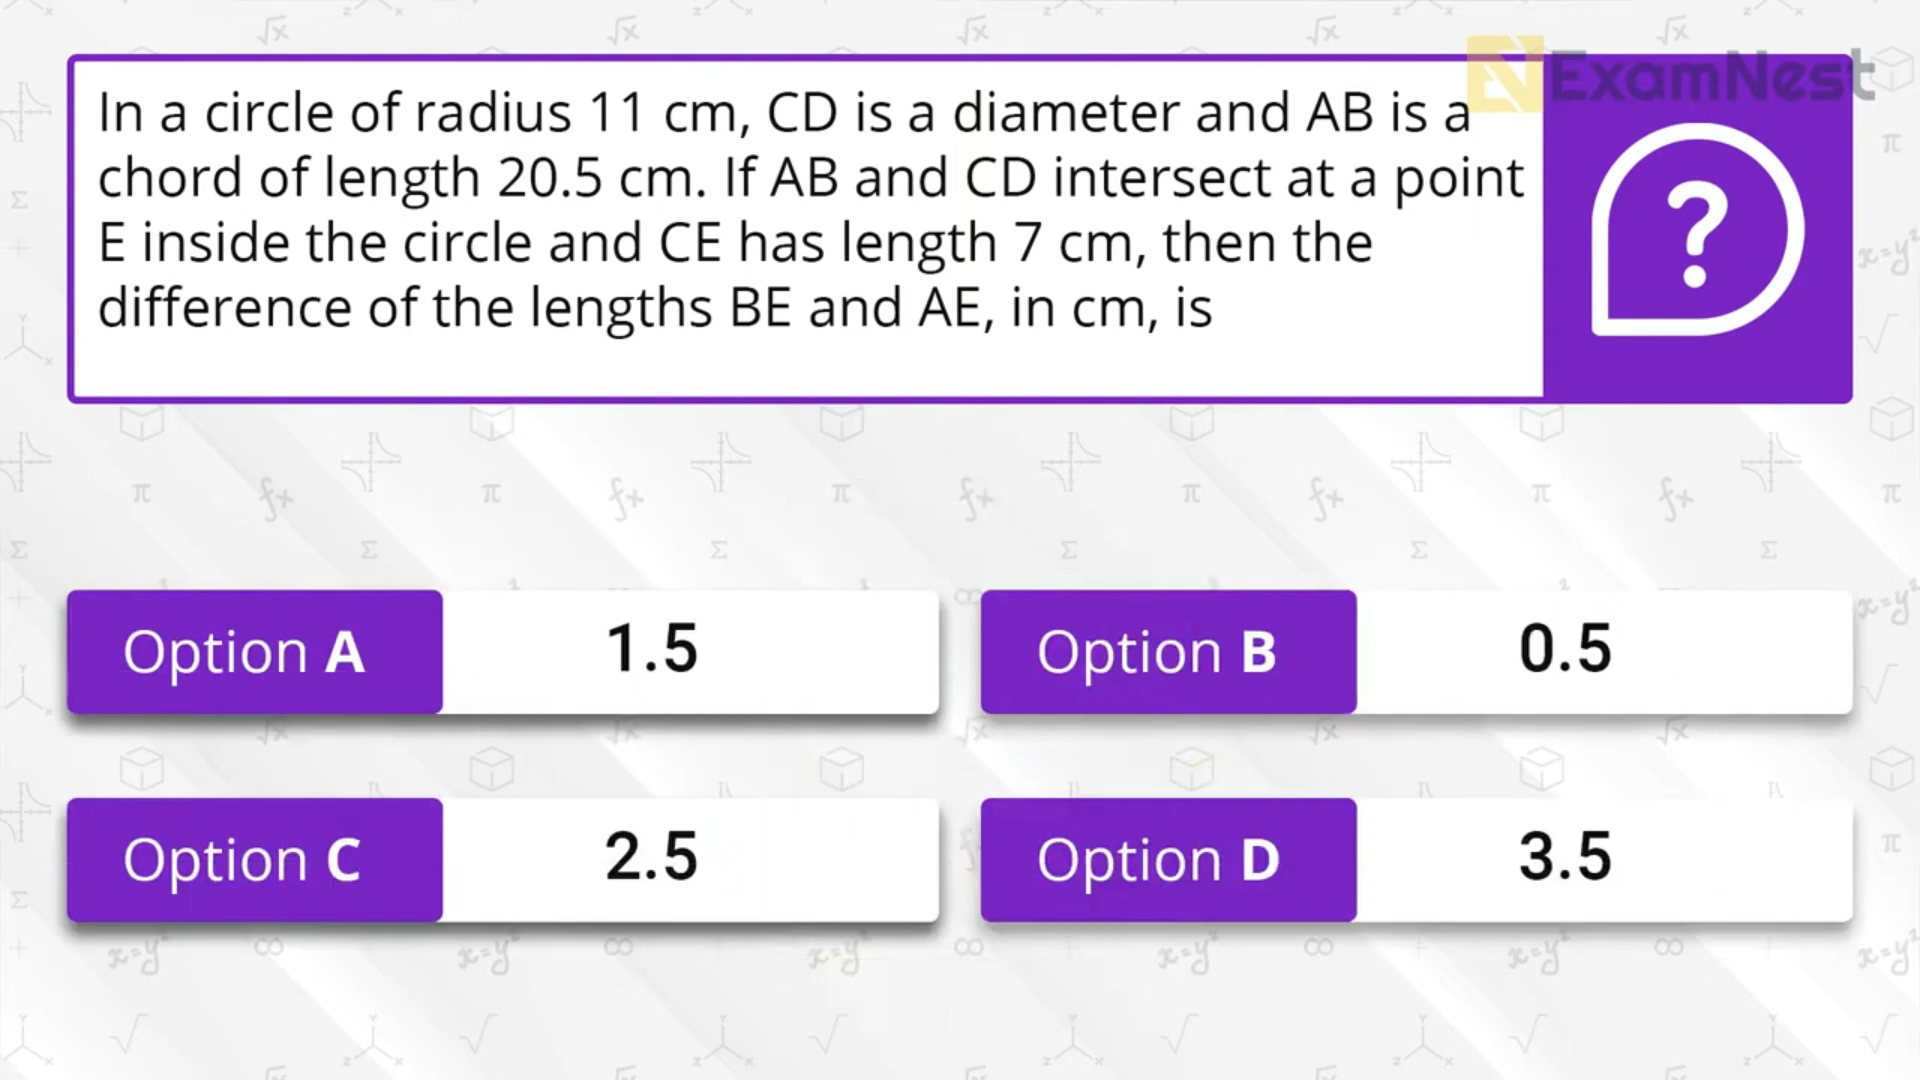 ExamNest
In a circle of radius 11 cm, CD is a diameter and AB is a
chord of length 20.5 cm. If AB and CD intersect at a point
E inside the circle and CE has length 7 cm, then the
difference of the lengths BE and AE, in cm, is
?
Option A 1.5
Option B 0.5
Option C 2.5
Option D 3.5